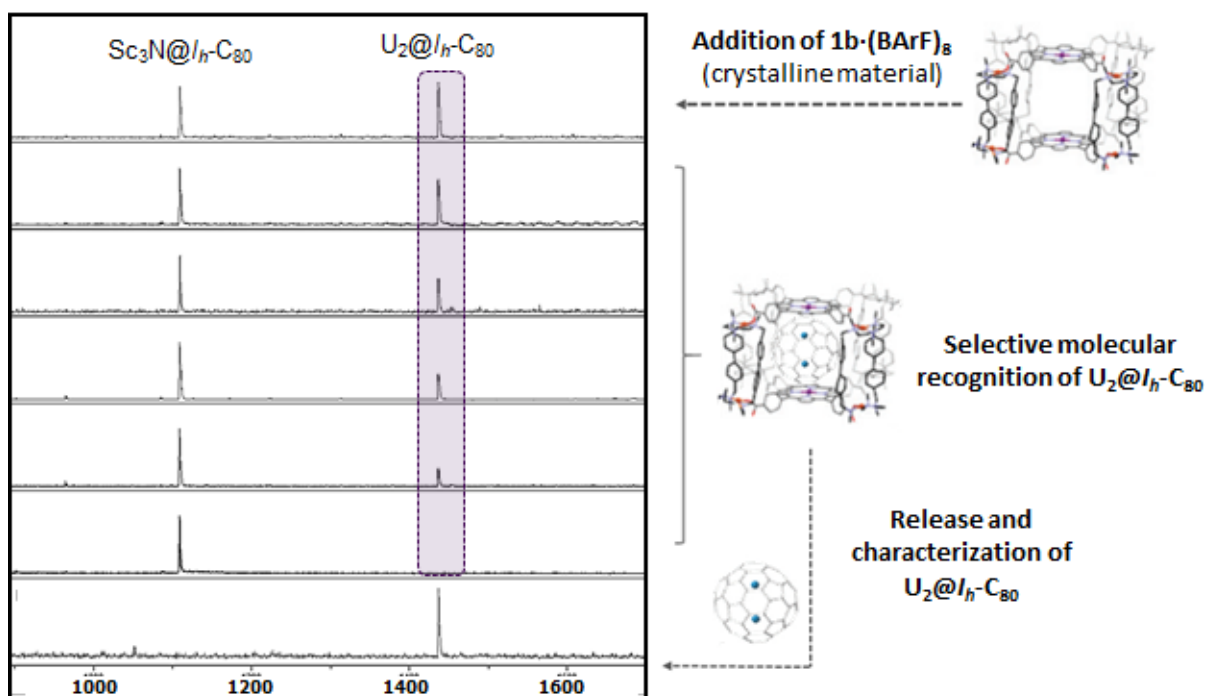 Sc₃N@Iₕ-C₈₀
U₂@Iₕ-C₈₀
1000 1200 1400 1600
Addition of 1b·(BArF)₈
(crystalline material)
Selective molecular
recognition of U₂@Iₕ-C₈₀
Release and
characterization of
U₂@Iₕ-C₈₀